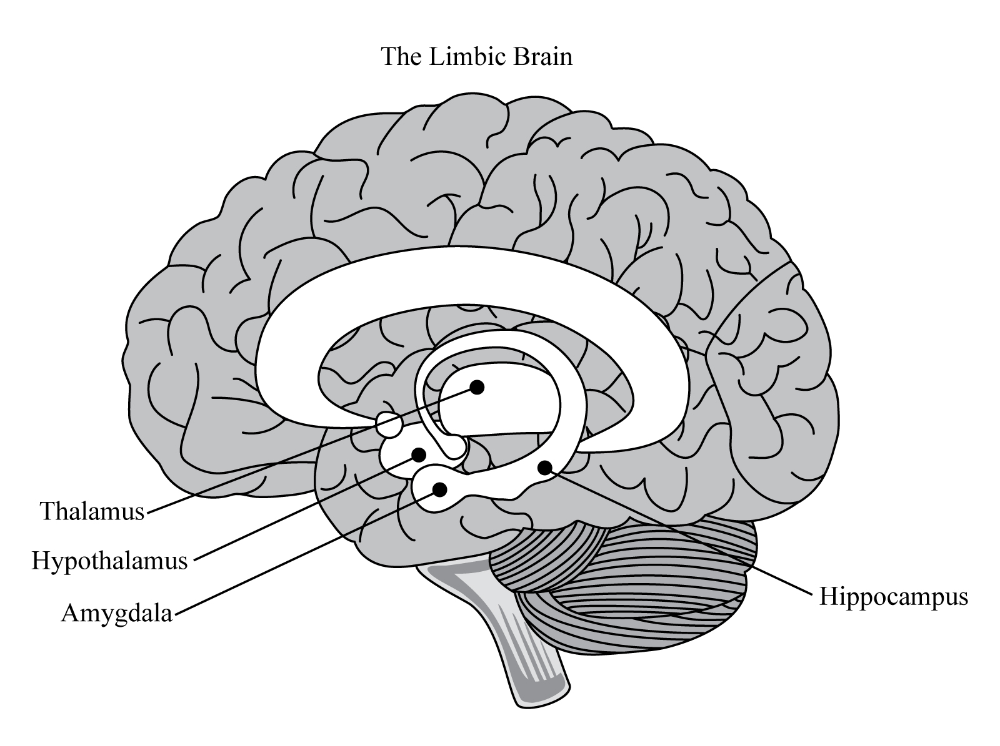 The Limbic Brain
Thalamus
Hypothalamus
Amygdala
Hippocampus